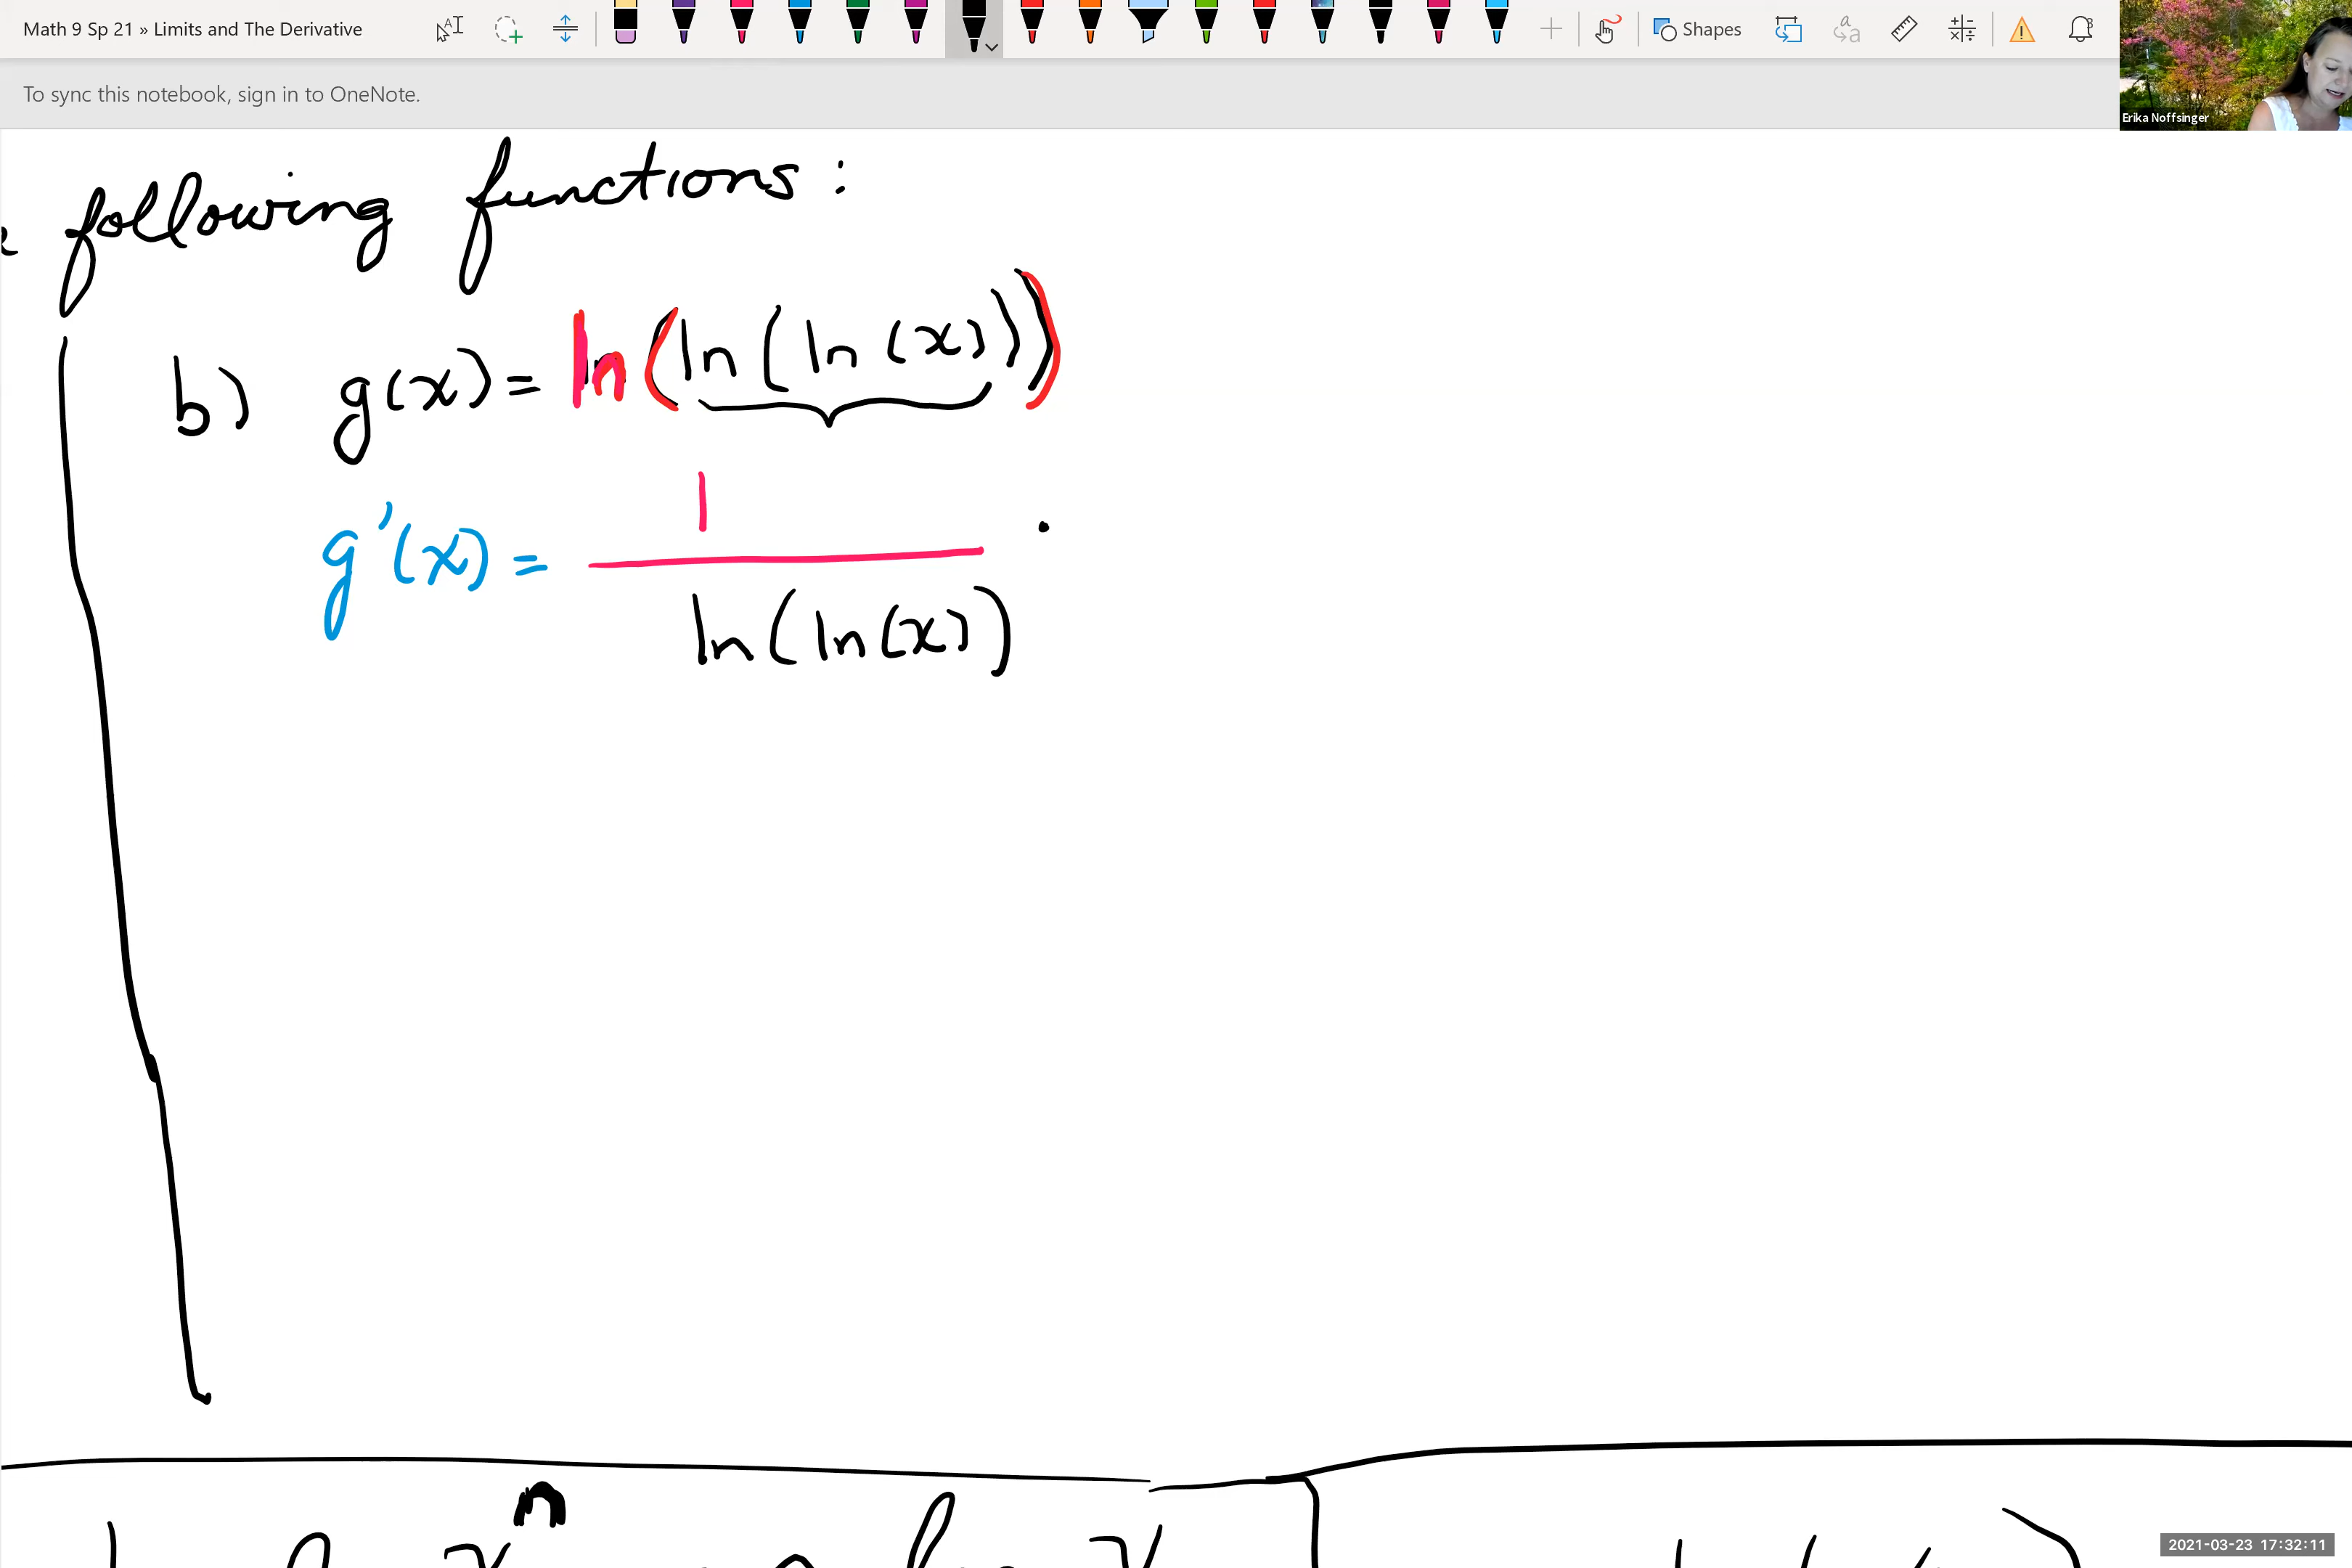 Math 9 Sp 21 » Limits and The Derivative
Shapes
3
To sync this notebook, sign in to OneNote.
Erika Noffsinger
following functions :
b) g(x) = ln(ln(ln(x)))
g'(x) = 1 / ln(ln(x)) ·
2021-03-23 17:32:11